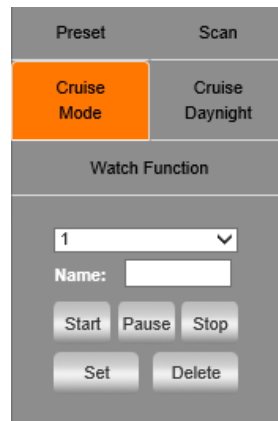 Preset Scan
Cruise Cruise
Mode Daynight
Watch Function
1
Name:
Start Pause Stop
Set Delete